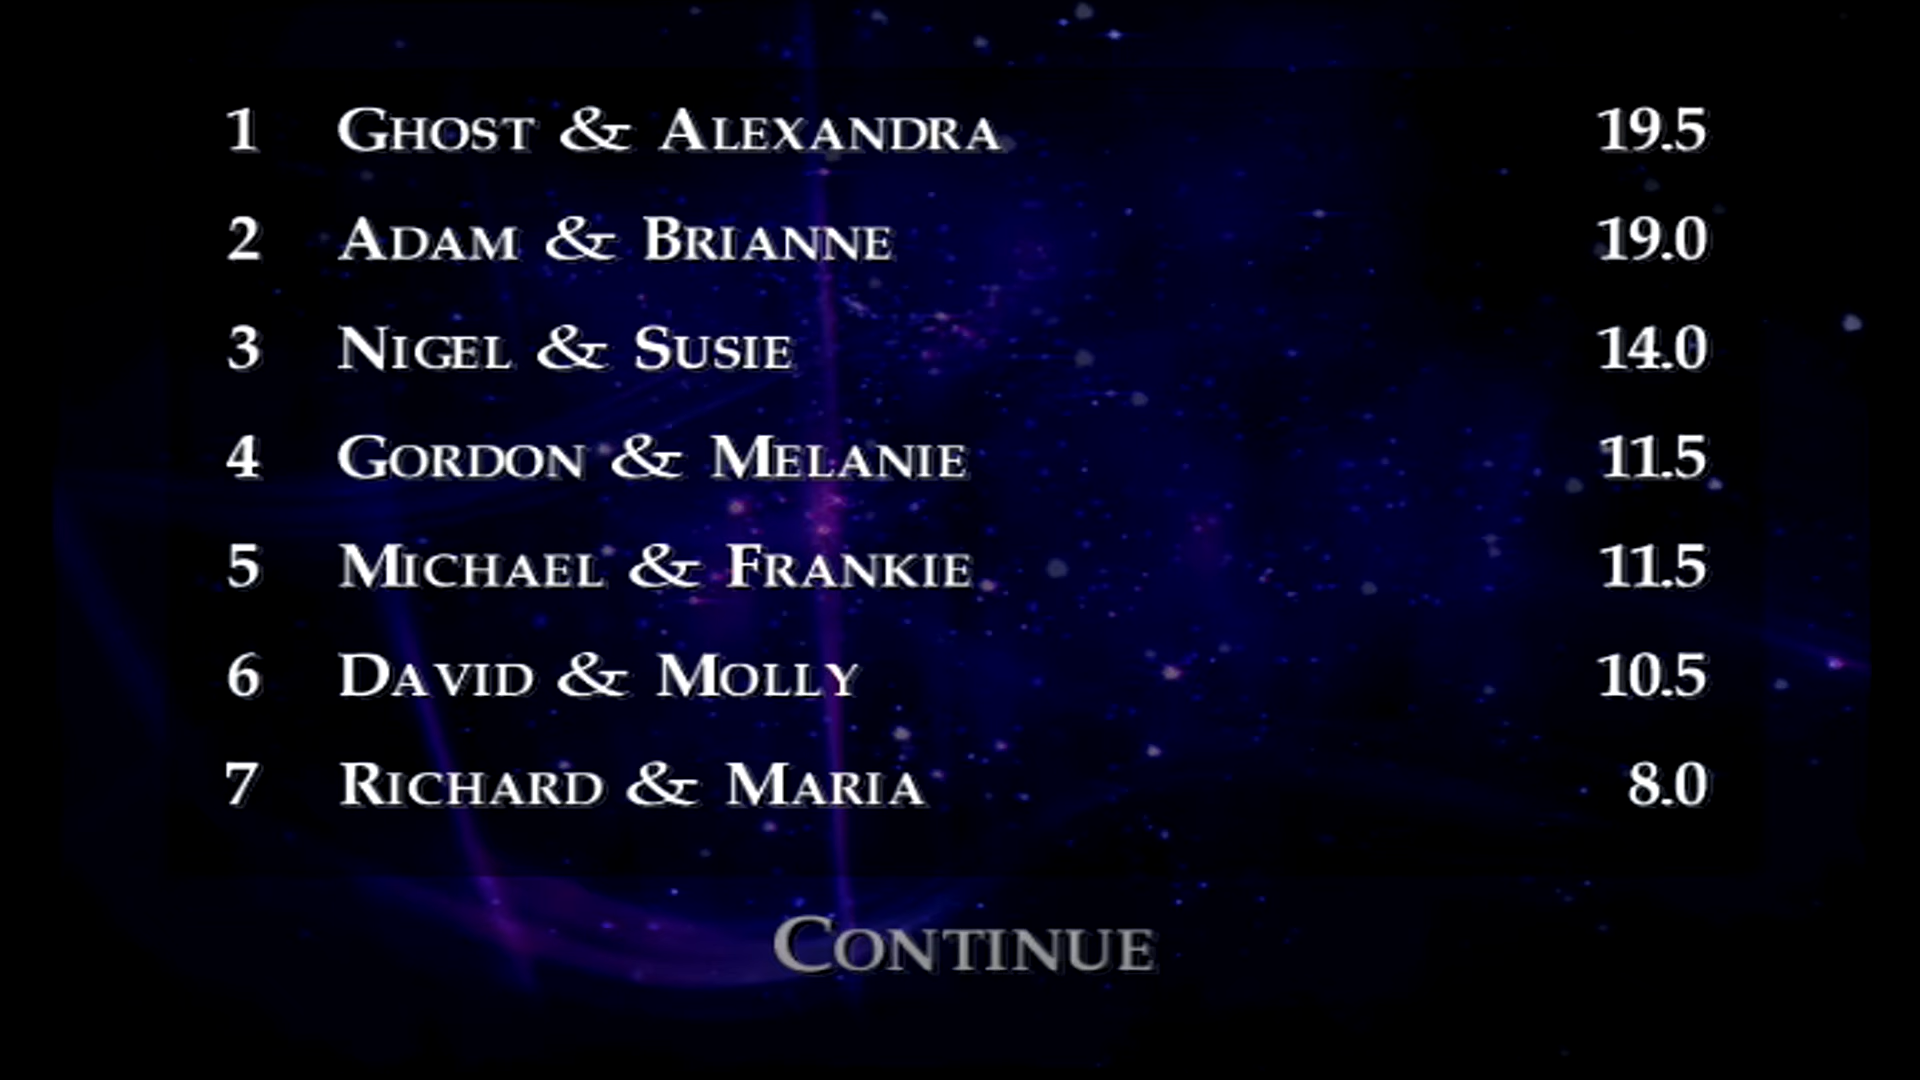 1 Ghost & Alexandra 19.5
2 Adam & Brianne 19.0
3 Nigel & Susie 14.0
4 Gordon & Melanie 11.5
5 Michael & Frankie 11.5
6 David & Molly 10.5
7 Richard & Maria 8.0
Continue